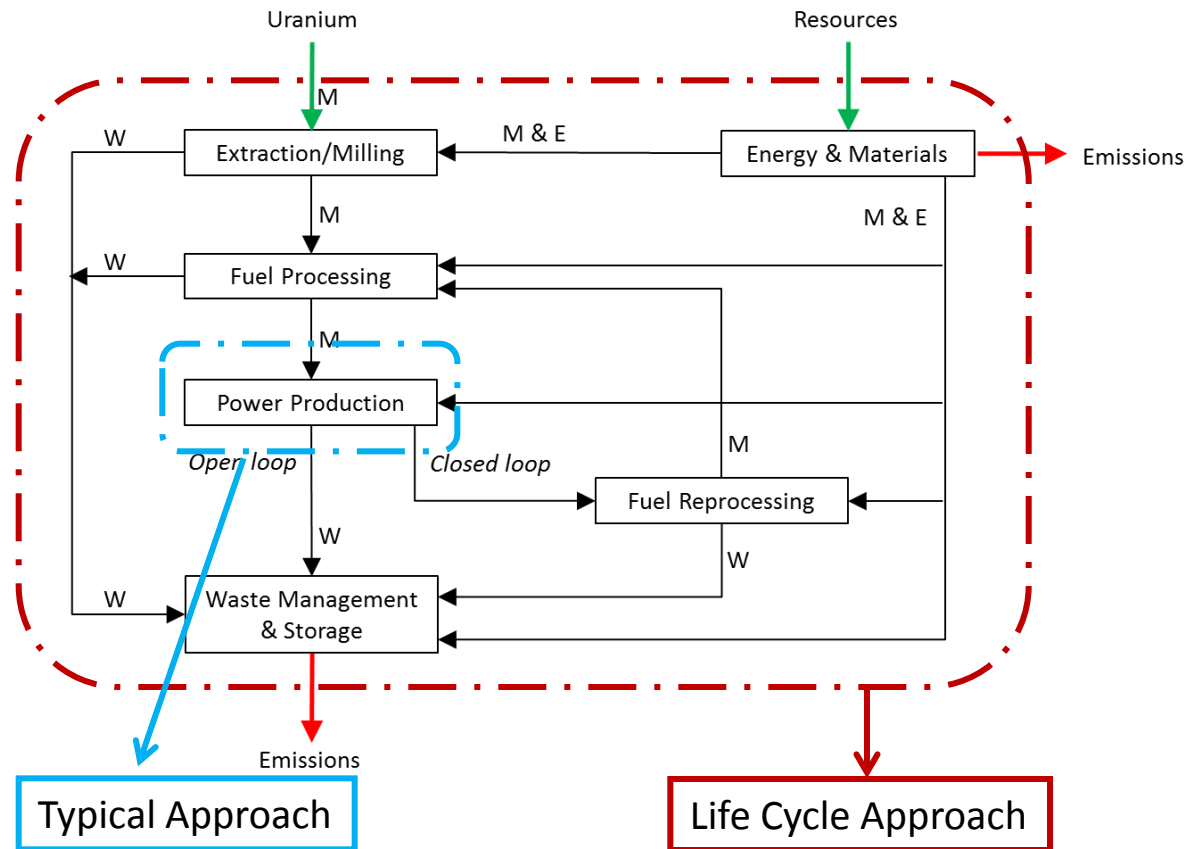 Uranium
Resources
M
W
M & E
Extraction/Milling
Energy & Materials
Emissions
M
M & E
W
Fuel Processing
M
Power Production
Open loop
Closed loop
M
Fuel Reprocessing
W
W
W
Waste Management
& Storage
Emissions
Typical Approach
Life Cycle Approach